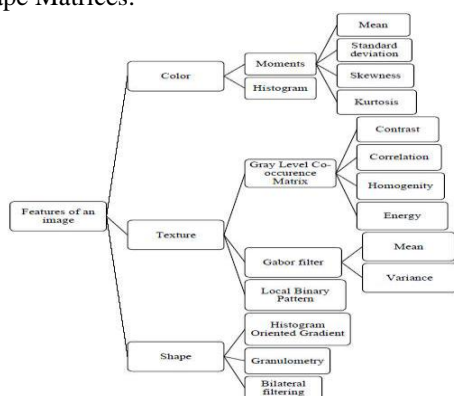 ape Matrices.
Mean
Standard
deviation
Skewness
Kurtosis
Color
Moments
Histogram
Contrast
Correlation
Homogenity
Energy
Gray Level Co-
occurence
Matrix
Features of an
image
Texture
Gabor filter
Mean
Variance
Local Binary
Pattern
Shape
Histogram
Oriented Gradient
Granulometry
Bilateral
filtering